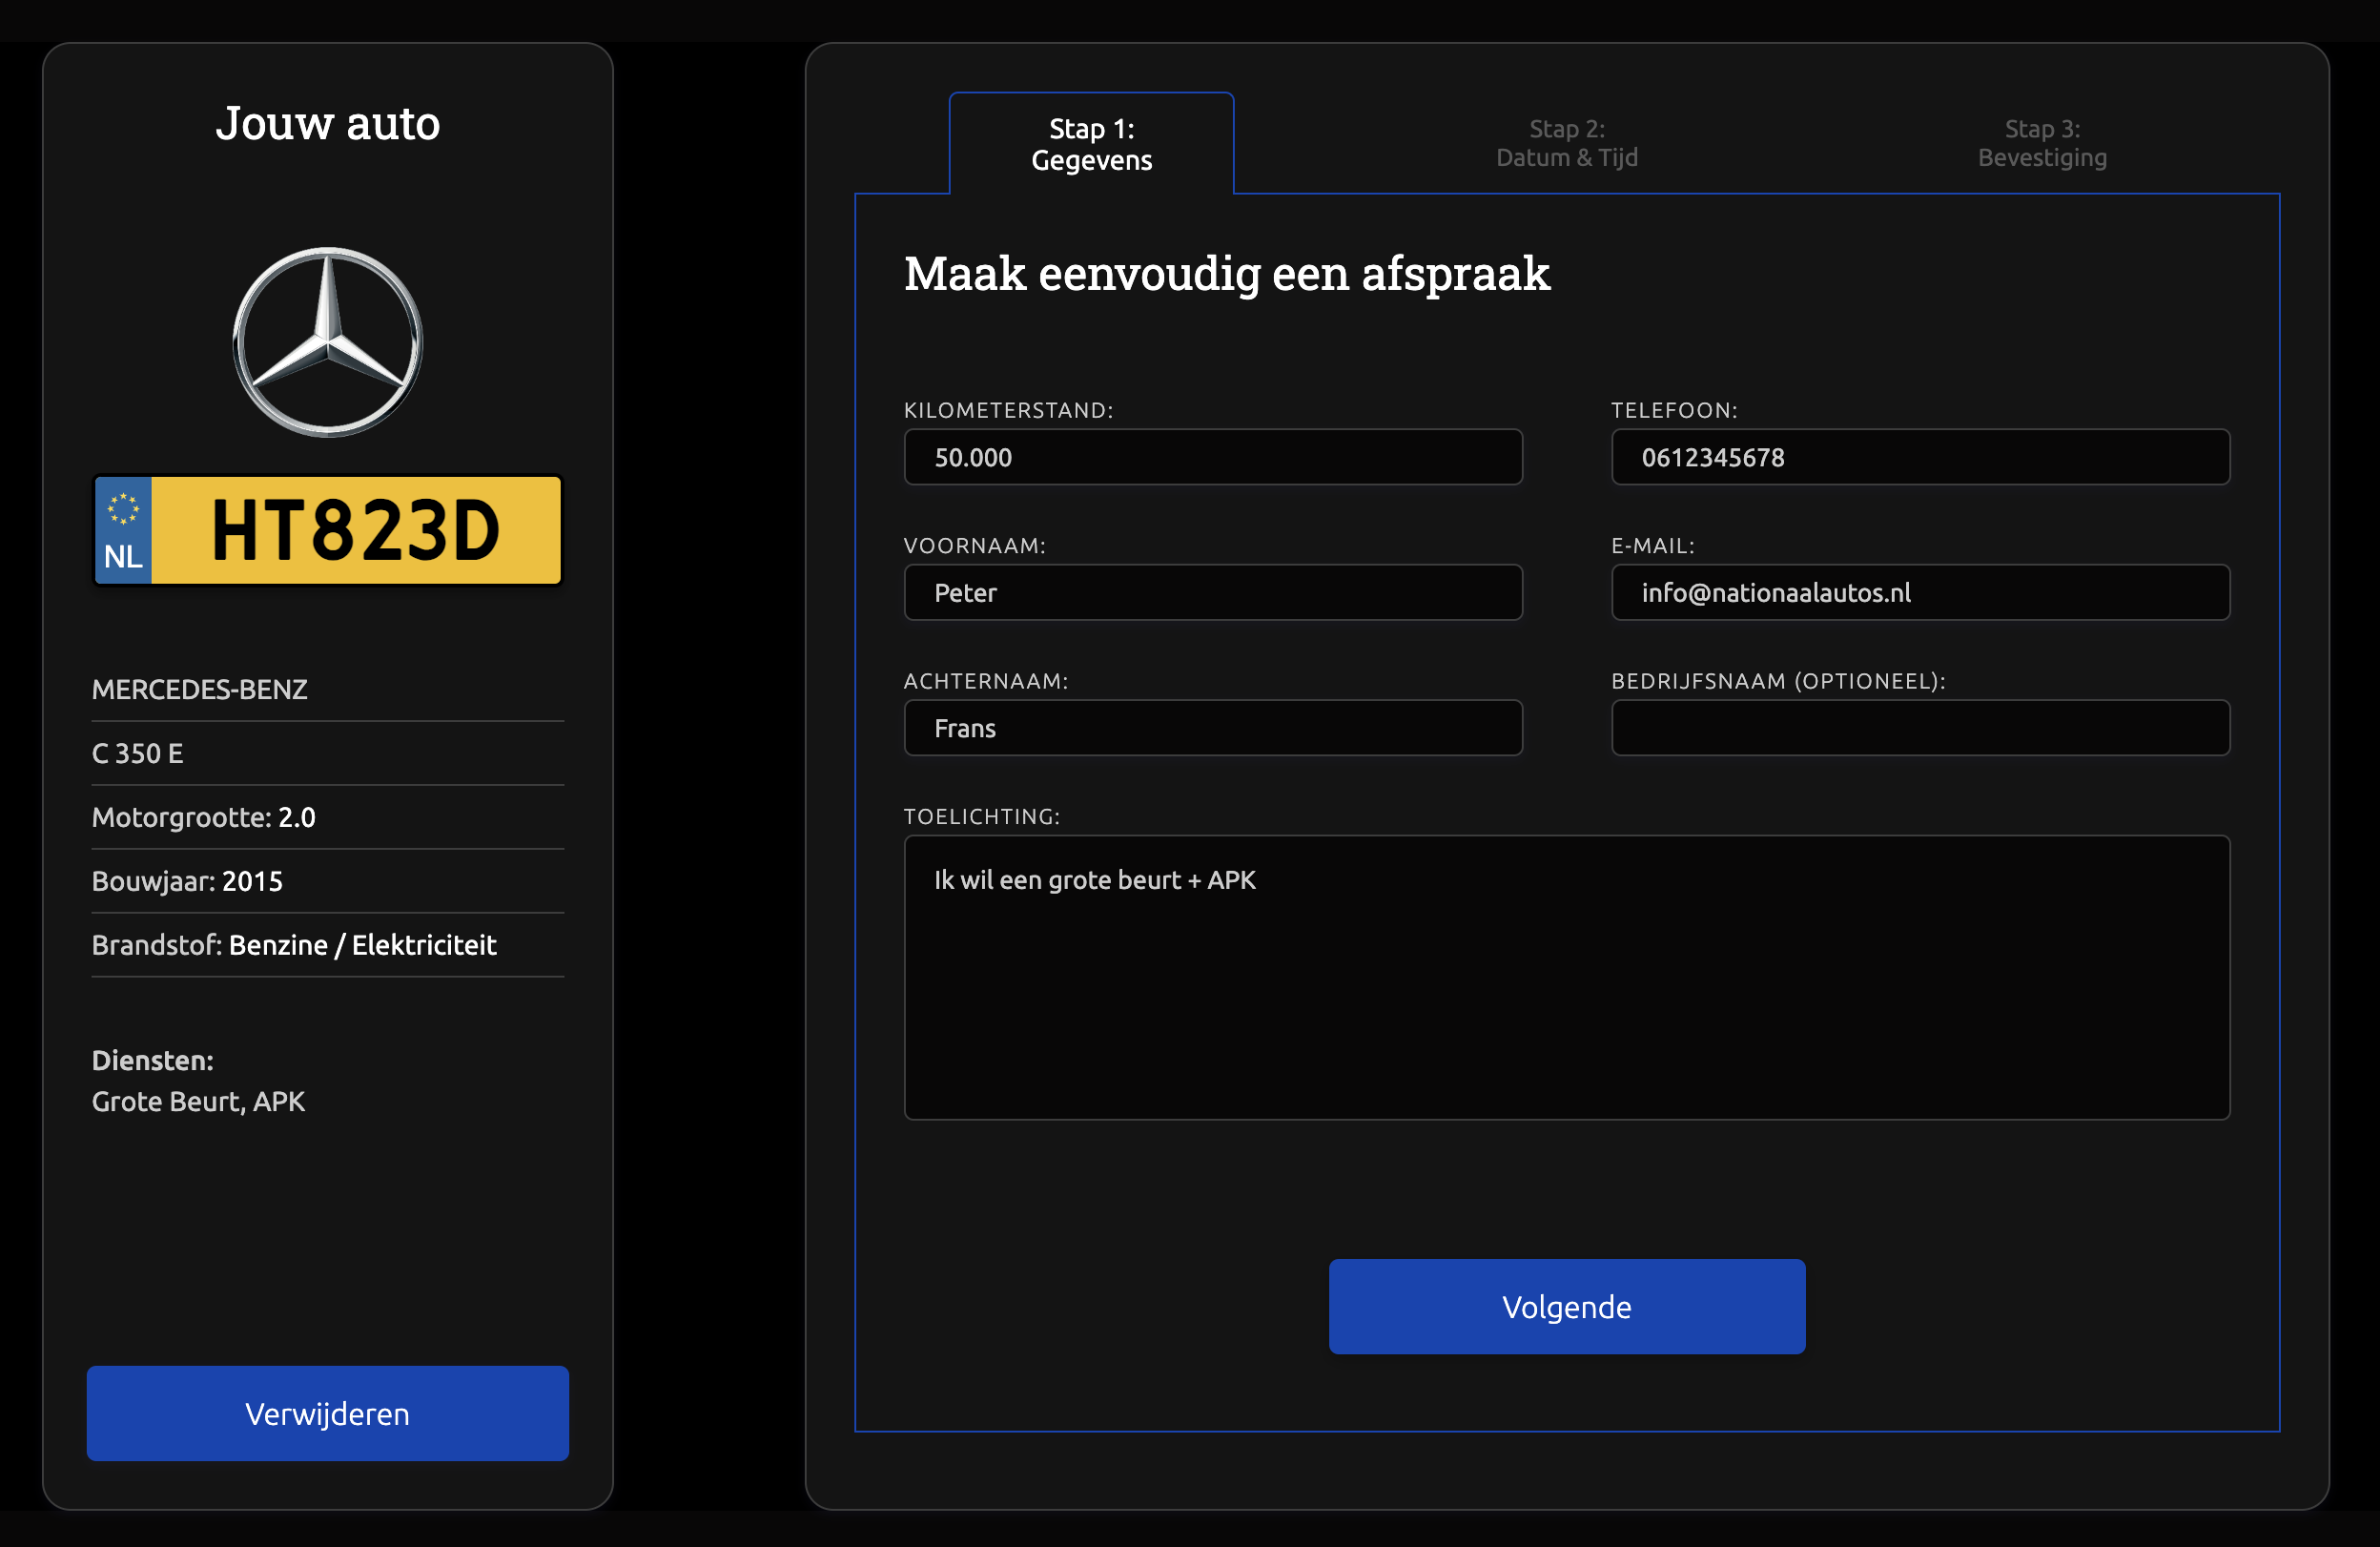 Jouw auto
NL
HT823D
MERCEDES-BENZ
C 350 E
Motorgrootte: 2.0
Bouwjaar: 2015
Brandstof: Benzine / Elektriciteit
Diensten:
Grote Beurt, APK
Verwijderen
Stap 1:
Gegevens
Stap 2:
Datum & Tijd
Stap 3:
Bevestiging
Maak eenvoudig een afspraak
KILOMETERSTAND:
50.000
TELEFOON:
0612345678
VOORNAAM:
Peter
E-MAIL:
info@nationaalautos.nl
ACHTERNAAM:
Frans
BEDRIJFSNAAM (OPTIONEEL):
TOELICHTING:
Ik wil een grote beurt + APK
Volgende